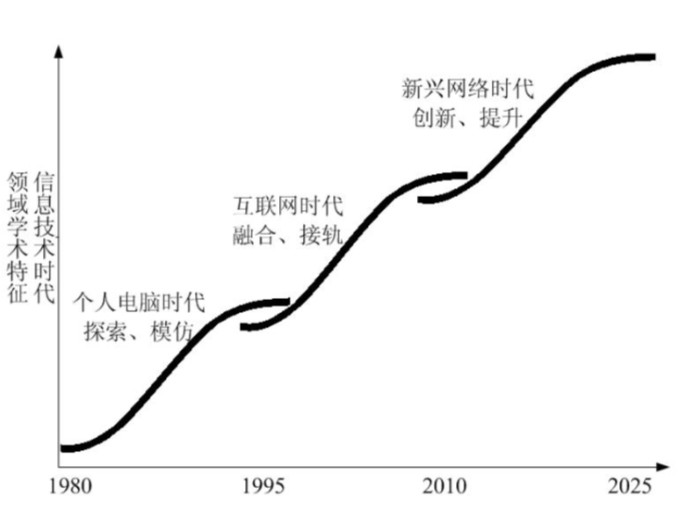 新兴网络时代
创新、提升
互联网时代
融合、接轨
个人电脑时代
探索、模仿
信息技术时代
领域学术特征
1980 1995 2010 2025